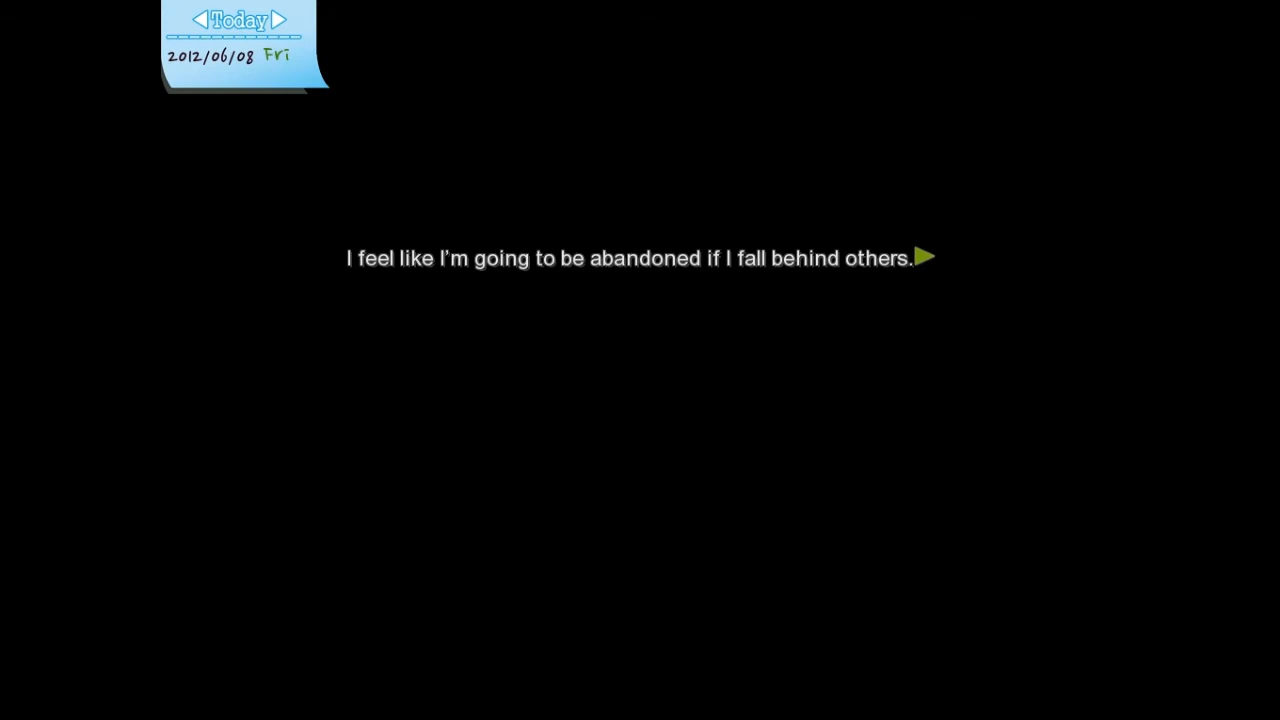 Today
2012/06/08 Fri
I feel like I'm going to be abandoned if I fall behind others.